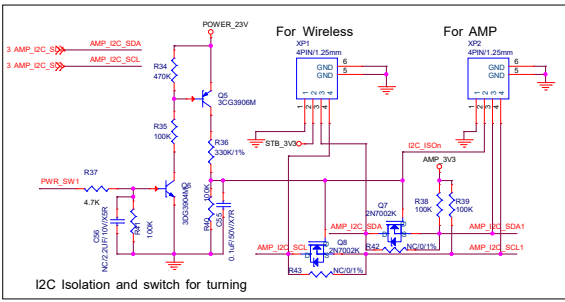 POWER_23V
For Wireless
For AMP
3 AMP_I2C_S
AMP_I2C_SDA
3 AMP_I2C_S
AMP_I2C_SCL
R34
470K
Q5
3CG3906M
R35
100K
R36
330K/1%
XP1
4PIN/1.25mm
GND 6
GND 5
1 2 3 4
XP2
4PIN/1.25mm
GND 6
GND 5
1 2 3 4
STB_3V3
I2C_ISOn
AMP_3V3
PWR_SW1
R37
4.7K
3DG3904M
C56
NC/2.2UF/10V/X5R
R41
100K
R40
100K
C55
0.1uF/50V/X7R
Q7
2N7002K
R38
100K
R39
100K
AMP_I2C_SDA
D S
AMP_I2C_SDA1
Q8
2N7002K
R42
NC/0/1%
AMP_I2C_SCL
AMP_I2C_SCL1
R43
NC/0/1%
I2C Isolation and switch for turning